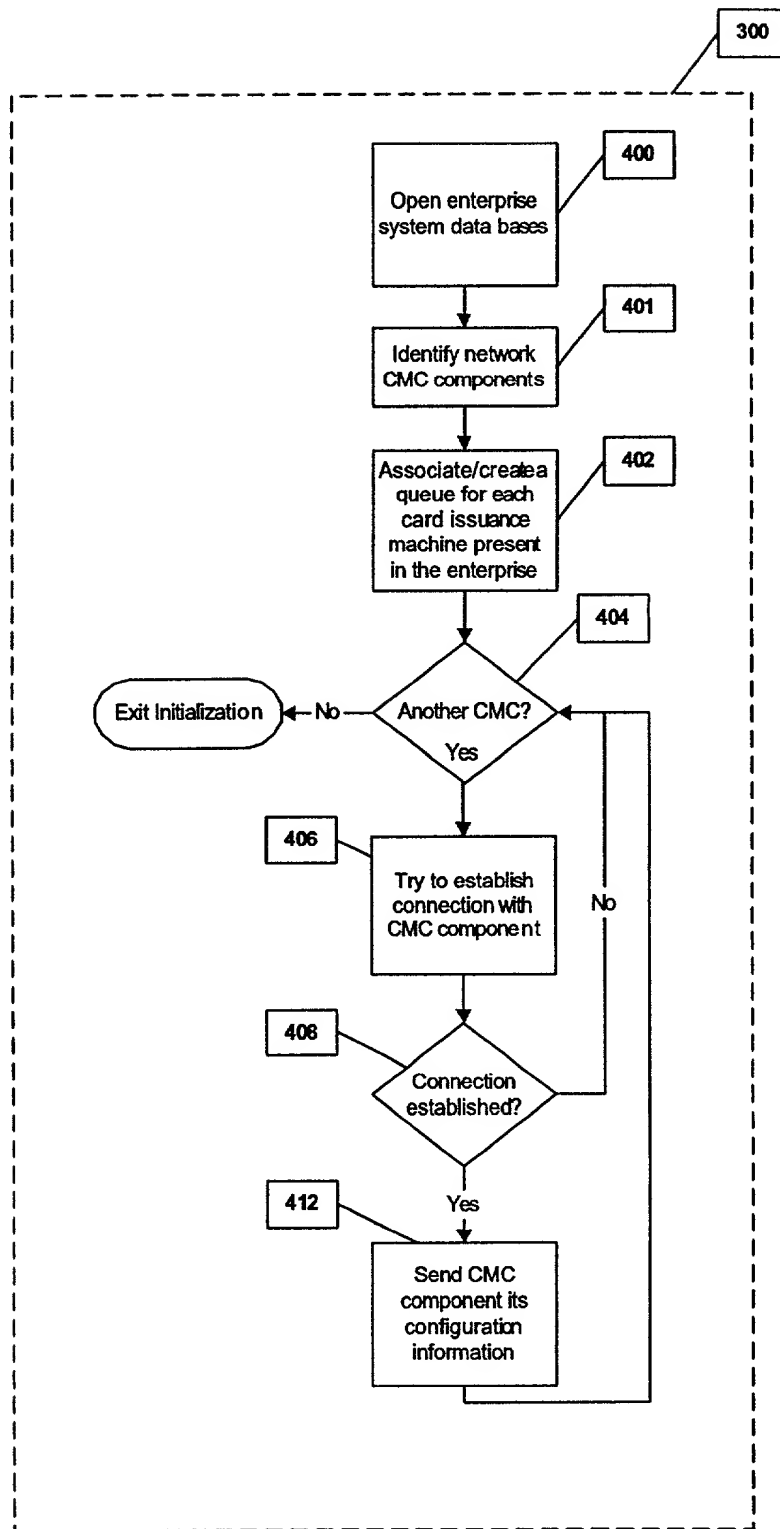 300
400
Open enterprise
system data bases
401
Identify network
CMC components
402
Associate/create a
queue for each
card issuance
machine present
in the enterprise
404
Another CMC?
No
Exit Initialization
Yes
406
Try to establish
connection with
CMC component
No
408
Connection
established?
Yes
412
Send CMC
component its
configuration
information